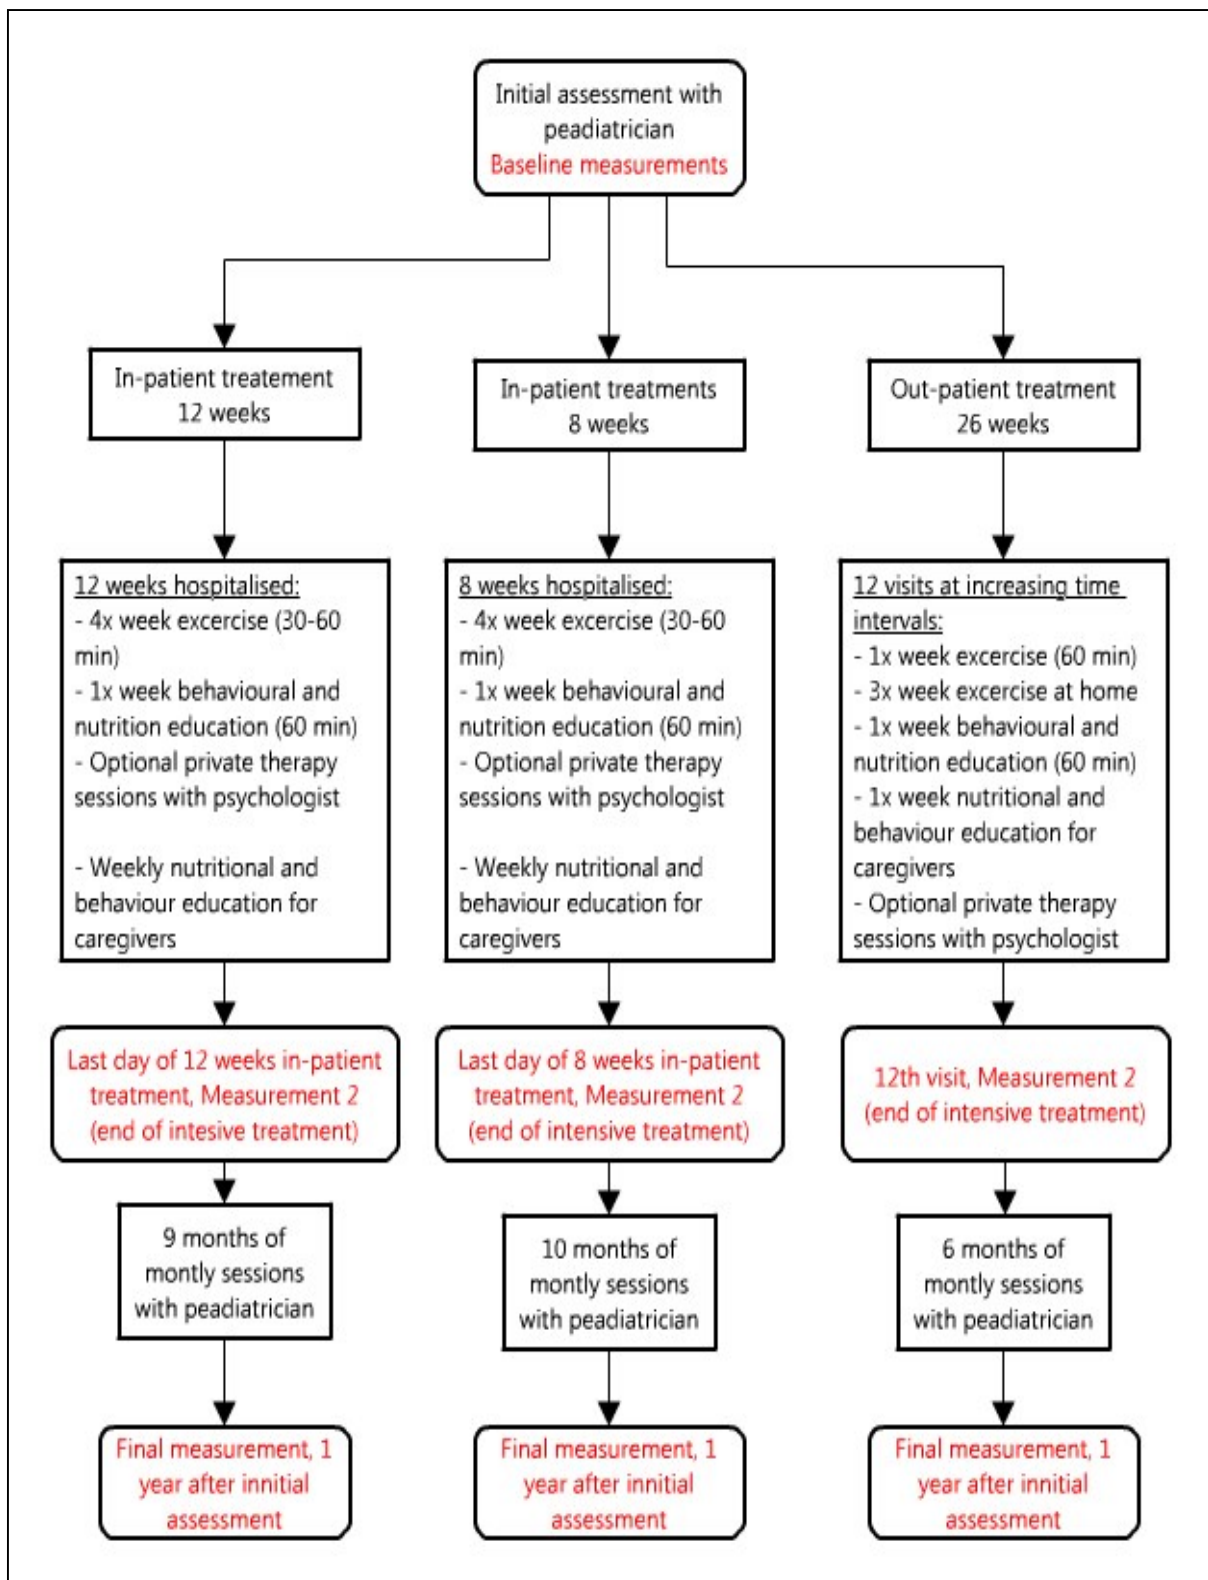 Initial assessment with
peadiatrician
Baseline measurements
In-patient treatement
12 weeks
In-patient treatments
8 weeks
Out-patient treatment
26 weeks
12 weeks hospitalised:
- 4x week excercise (30-60
min)
- 1x week behavioural and
nutrition education (60 min)
- Optional private therapy
sessions with psychologist
- Weekly nutritional and
behaviour education for
caregivers
8 weeks hospitalised:
- 4x week excercise (30-60
min)
- 1x week behavioural and
nutrition education (60 min)
- Optional private therapy
sessions with psychologist
- Weekly nutritional and
behaviour education for
caregivers
12 visits at increasing time
intervals:
- 1x week excercise (60 min)
- 3x week excercise at home
- 1x week behavioural and
nutrition education (60 min)
- 1x week nutritional and
behaviour education for
caregivers
- Optional private therapy
sessions with psychologist
Last day of 12 weeks in-patient
treatment, Measurement 2
(end of intesive treatment)
Last day of 8 weeks in-patient
treatment, Measurement 2
(end of intensive treatment)
12th visit, Measurement 2
(end of intensive treatment)
9 months of
montly sessions
with peadiatrician
10 months of
montly sessions
with peadiatrician
6 months of
montly sessions
with peadiatrician
Final measurement, 1
year after innitial
assessment
Final measurement, 1
year after innitial
assessment
Final measurement, 1
year after innitial
assessment